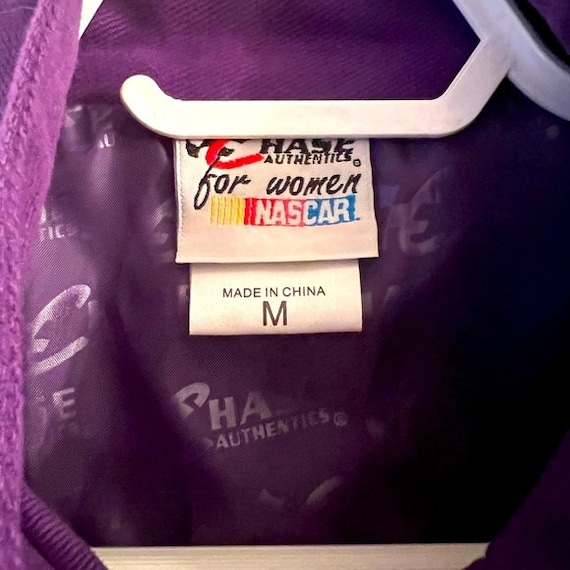 CHASE
AUTHENTICS®
for women
NASCAR
MADE IN CHINA
M
CHASE
AUTHENTICS®